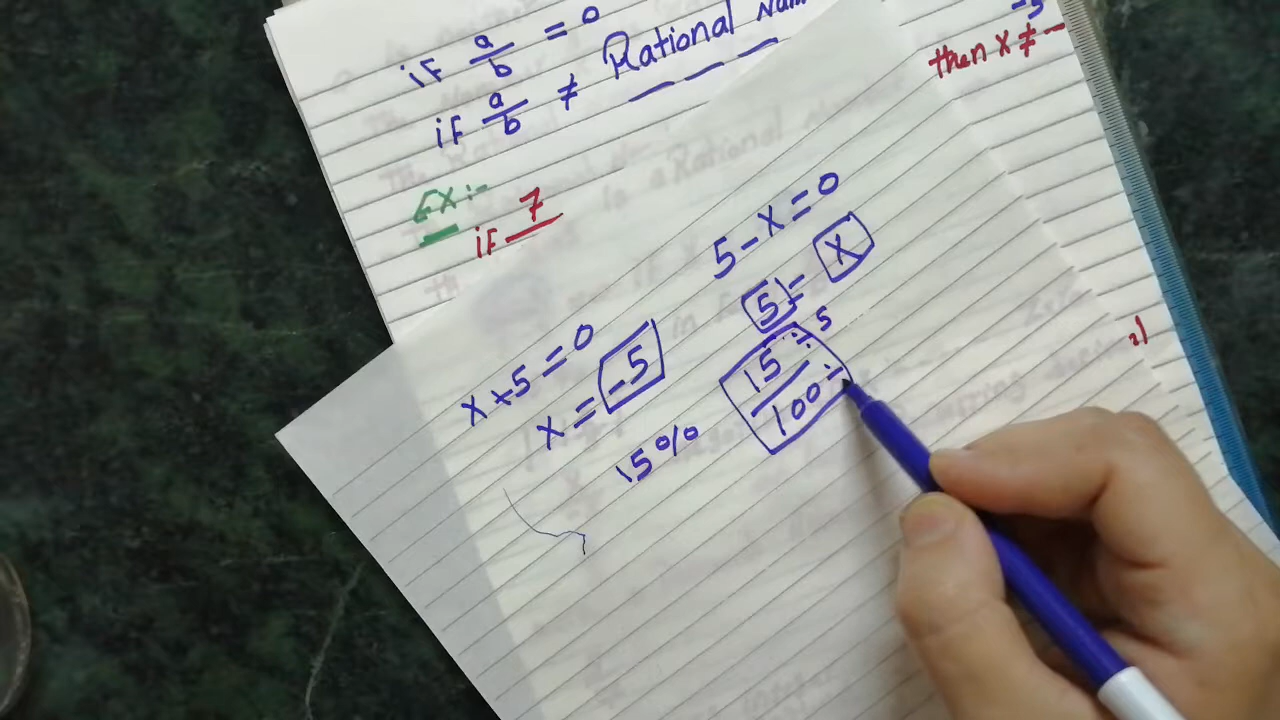 if a/b = 0
if a/b ≠ Rational
-5
then x ≠ -
Ex :-
if 7
5 - x = 0
5 = x
x + 5 = 0
x = -5
15 ÷ 5
100 ÷
15%
2)